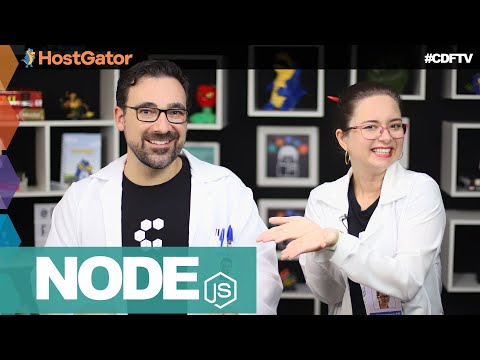 HostGator
#CDFTV
NODE
JS